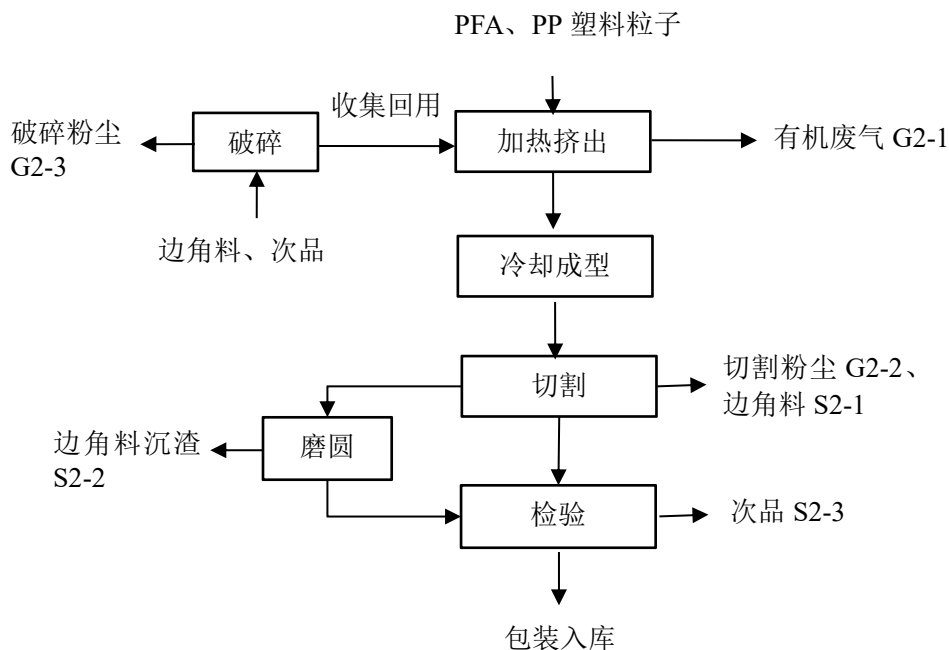 PFA、PP 塑料粒子
收集回用
破碎粉尘
G2-3
破碎
加热挤出
有机废气 G2-1
边角料、次品
冷却成型
切割
切割粉尘 G2-2、
边角料 S2-1
边角料沉渣
S2-2
磨圆
检验
次品 S2-3
包装入库